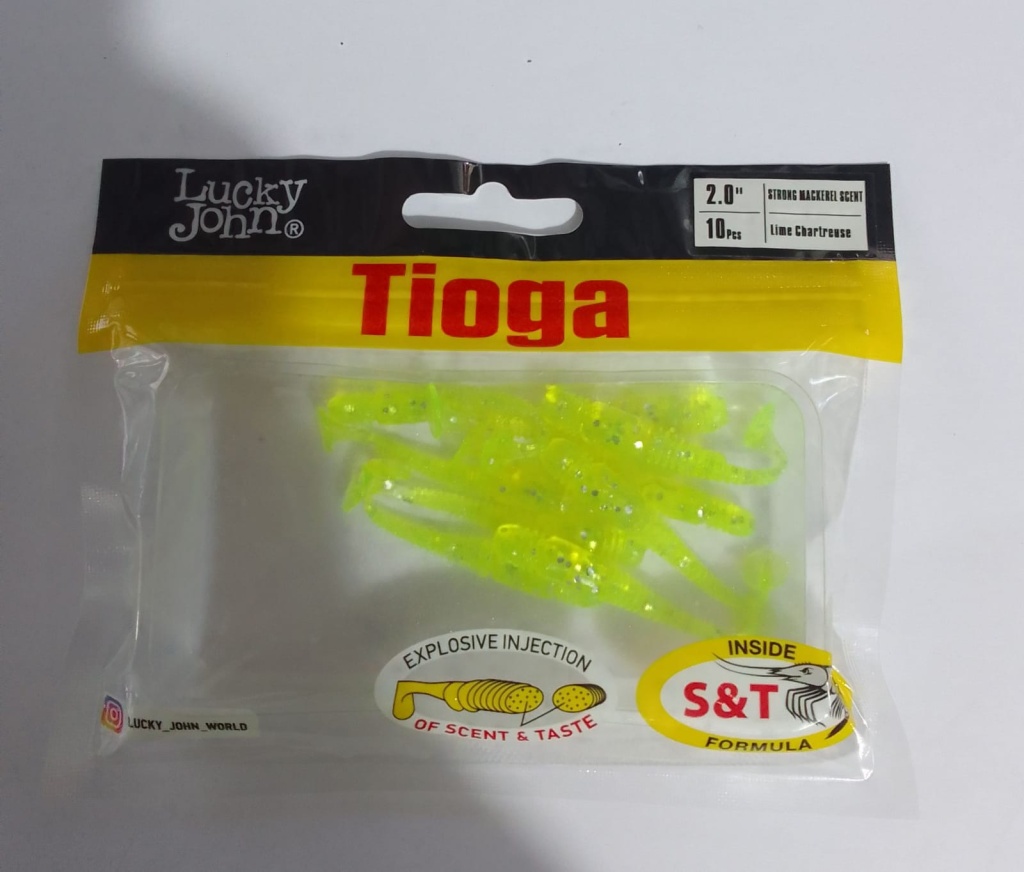 Lucky
John®
2.0"
STRONG MACKEREL SCENT
10Pcs
Lime Chartreuse
Tioga
EXPLOSIVE INJECTION
OF SCENT & TASTE
INSIDE
S&T
FORMULA
LUCKY_JOHN_WORLD